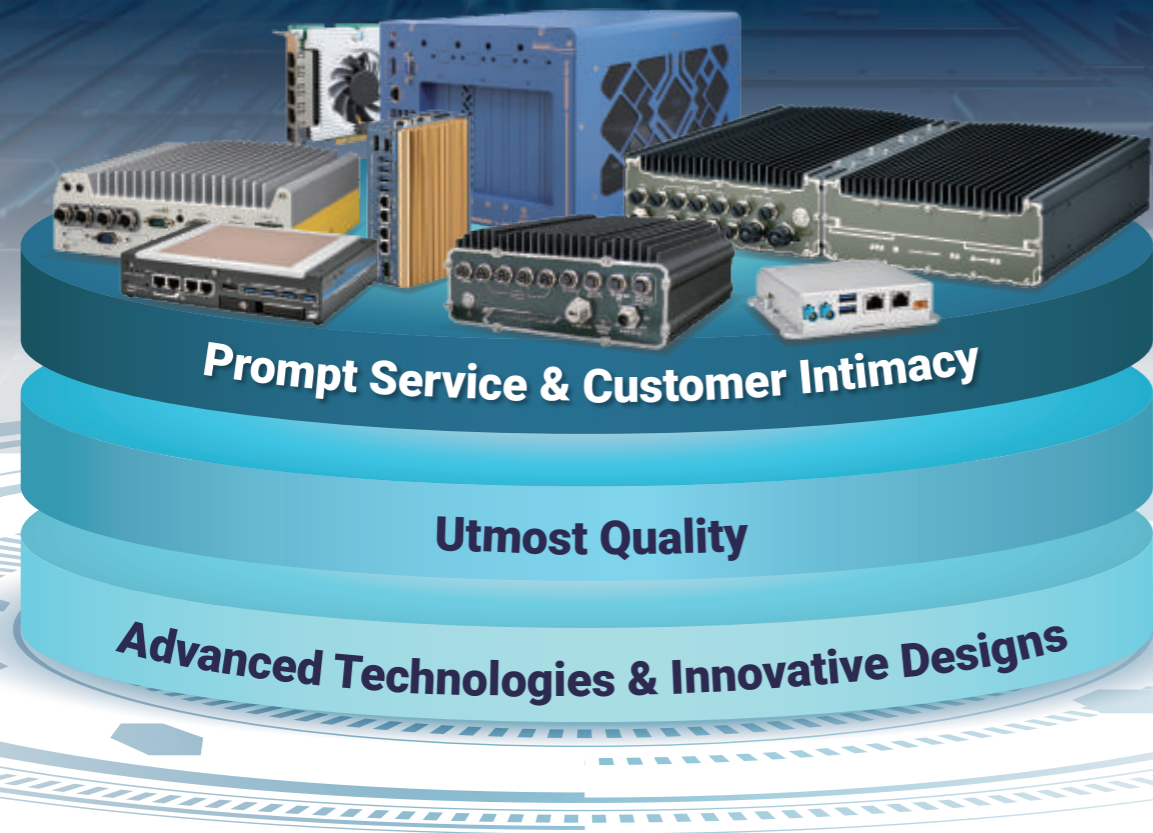 Prompt Service & Customer Intimacy
Utmost Quality
Advanced Technologies & Innovative Designs